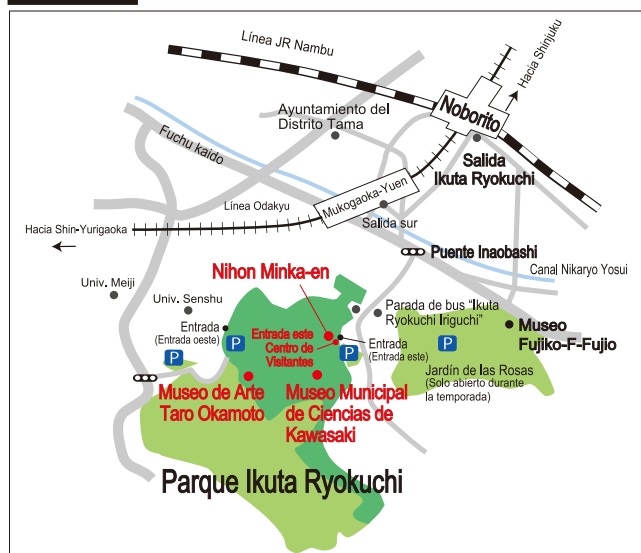 Línea JR Nambu
Hacia Shinjuku
Noborito
Ayuntamiento del
Distrito Tama
Fuchu kaido
Salida
Ikuta Ryokuchi
Mukogaoka-Yuen
Línea Odakyu
Hacia Shin-Yurigaoka
Salida sur
Puente Inaobashi
Canal Nikaryo Yosui
Nihon Minka-en
Univ. Meiji
Univ. Senshu
Parada de bus “Ikuta
Ryokuchi Iriguchi”
Museo
Fujiko-F-Fujio
Entrada
(Entrada oeste)
Entrada este
Centro de
VIsitantes
Entrada
(Entrada este)
P
P
P
P
Jardín de las Rosas
(Solo abierto durante
la temporada)
Museo de Arte
Taro Okamoto
Museo Municipal
de Ciencias de
Kawasaki
Parque Ikuta Ryokuchi